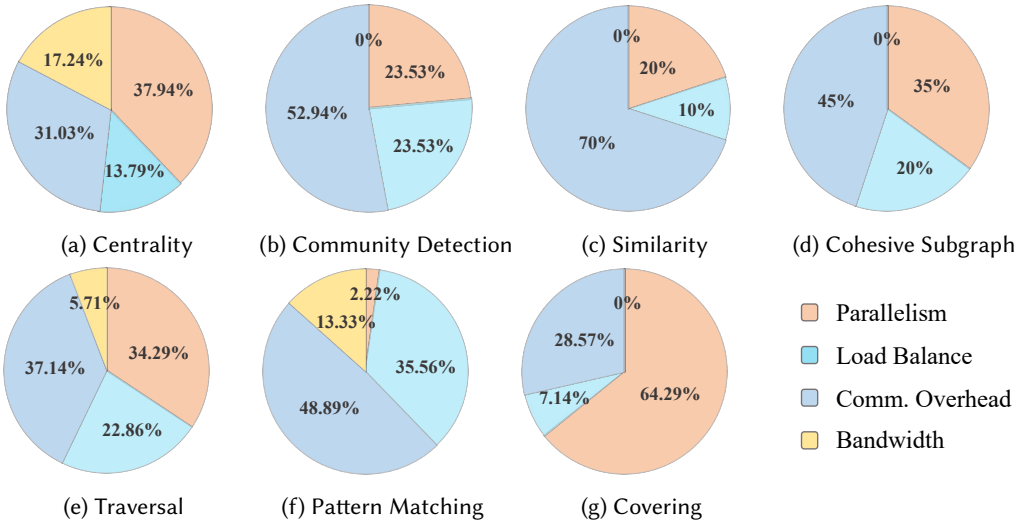 17.24%
37.94%
31.03%
13.79%
(a) Centrality
0%
23.53%
52.94%
23.53%
(b) Community Detection
0%
20%
10%
70%
(c) Similarity
0%
35%
45%
20%
(d) Cohesive Subgraph
5.71%
34.29%
37.14%
22.86%
(e) Traversal
2.22%
13.33%
35.56%
48.89%
(f) Pattern Matching
0%
28.57%
7.14%
64.29%
(g) Covering
Parallelism
Load Balance
Comm. Overhead
Bandwidth